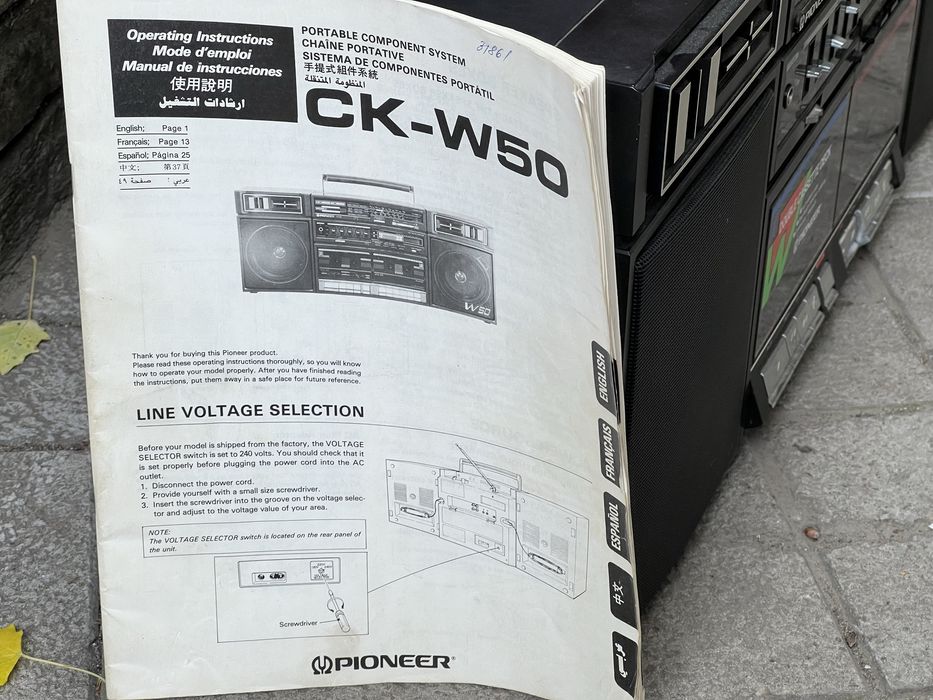 Operating Instructions
Mode d'emploi
Manual de instrucciones
使用說明
ارشادات التشغيل
PORTABLE COMPONENT SYSTEM
CHAÎNE PORTATIVE
SISTEMA DE COMPONENTES PORTÁTIL
手提式組件系統
المنظومة المتنقلة
37861
CK-W50
English; Page 1
Français; Page 13
Español; Página 25
中文; 第37頁
عربي : صفحة ٤٩
W50
Thank you for buying this Pioneer product.
Please read these operating instructions thoroughly, so you will know
how to operate your model properly. After you have finished reading
the instructions, put them away in a safe place for future reference.
LINE VOLTAGE SELECTION
Before your model is shipped from the factory, the VOLTAGE
SELECTOR switch is set to 240 volts. You should check that it
is set properly before plugging the power cord into the AC
outlet.
1. Disconnect the power cord.
2. Provide yourself with a small size screwdriver.
3. Insert the screwdriver into the groove on the voltage selec-
tor and adjust to the voltage value of your area.
NOTE:
The VOLTAGE SELECTOR switch is located on the rear panel of
the unit.
Screwdriver
PIONEER
ENGLISH
FRANÇAIS
ESPAÑOL
中文
عربي
PIONEER